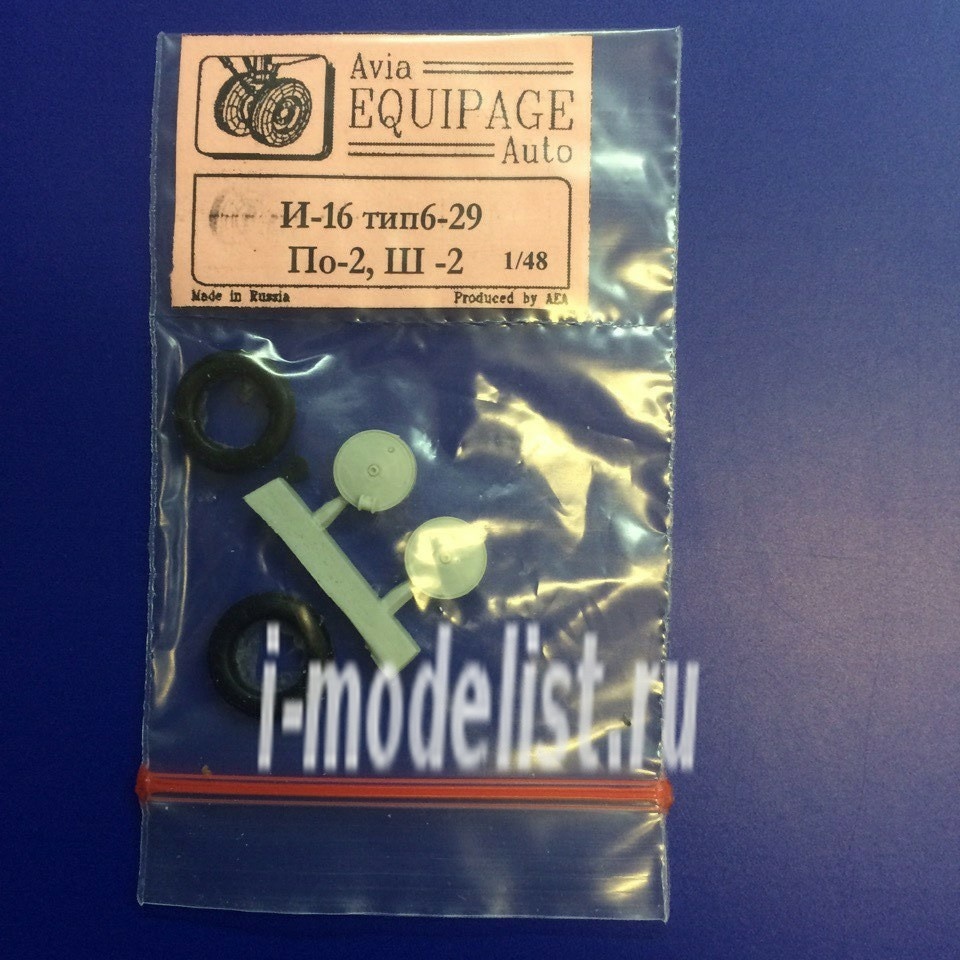 Avia
EQUIPAGE
Auto
И-16 тип6-29
По-2, Ш -2 1/48
Made in Russia Produced by AEA
i-modelist.ru